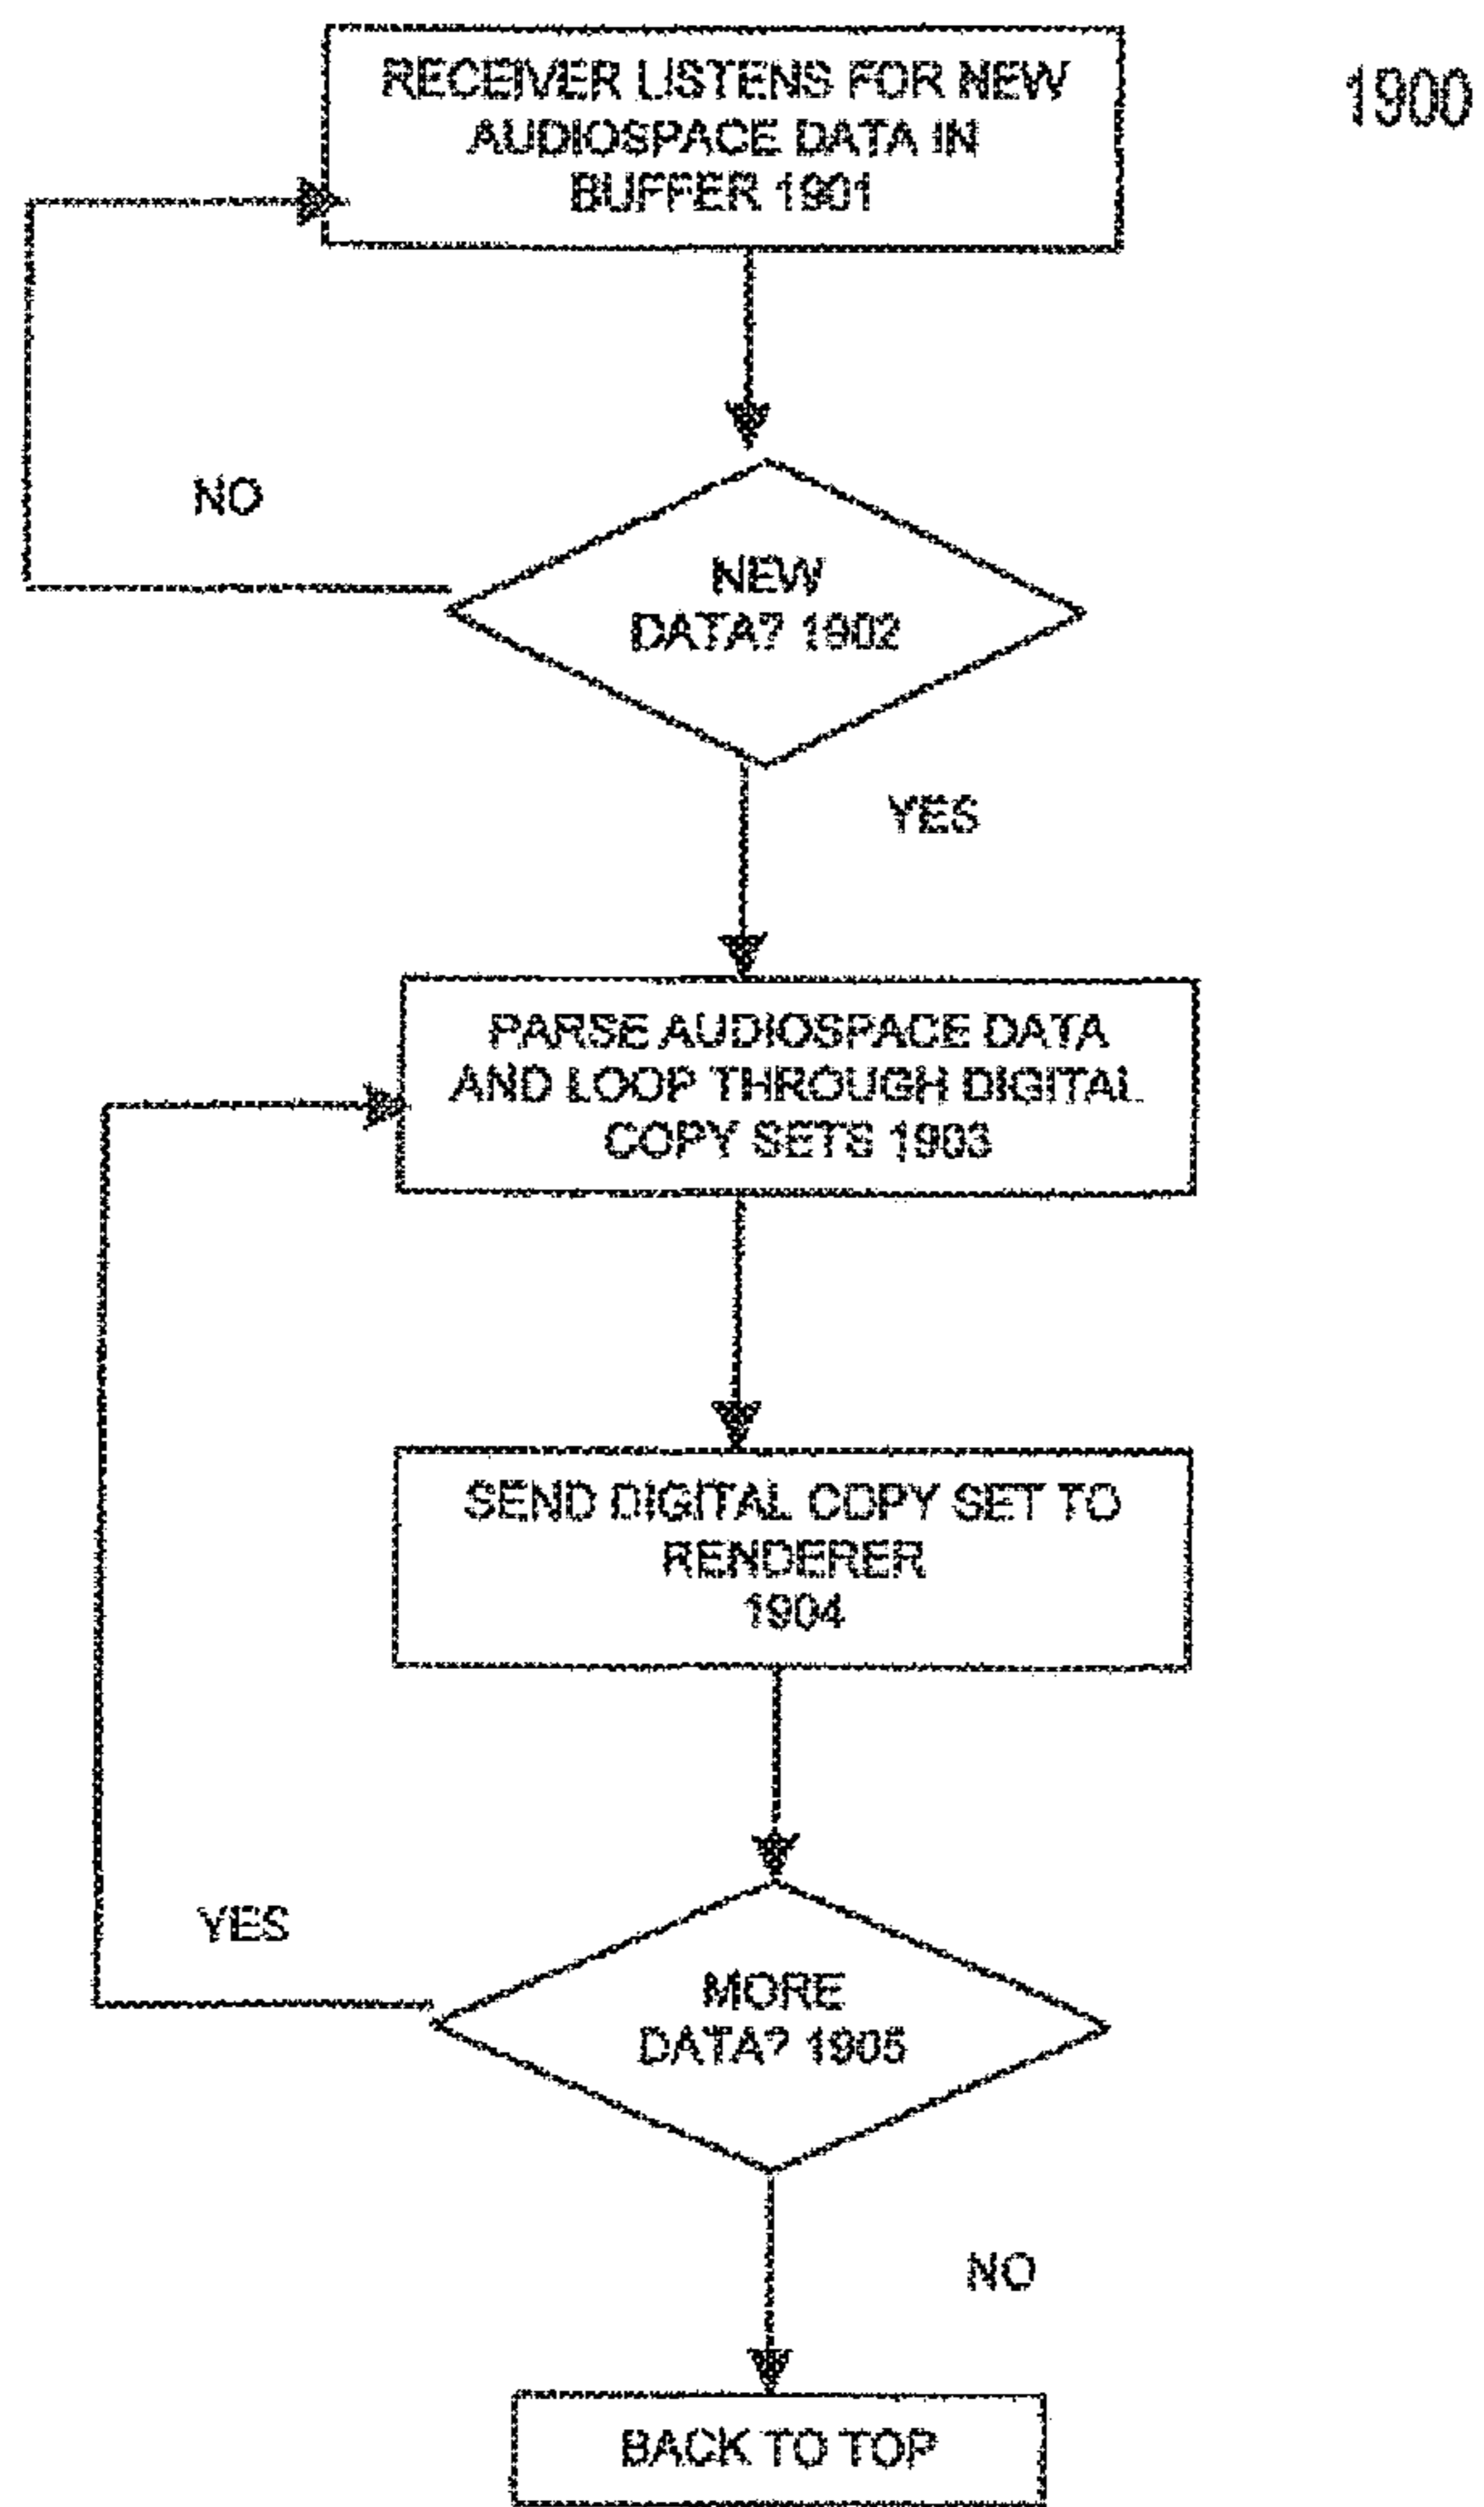 RECEIVER LISTENS FOR NEW
AUDIOSPACE DATA IN
BUFFER 1901
1900
NO
NEW
DATA? 1902
YES
PARSE AUDIOSPACE DATA
AND LOOP THROUGH DIGITAL
COPY SETS 1903
SEND DIGITAL COPY SET TO
RENDERER
1904
YES
MORE
DATA? 1905
NO
BACK TO TOP